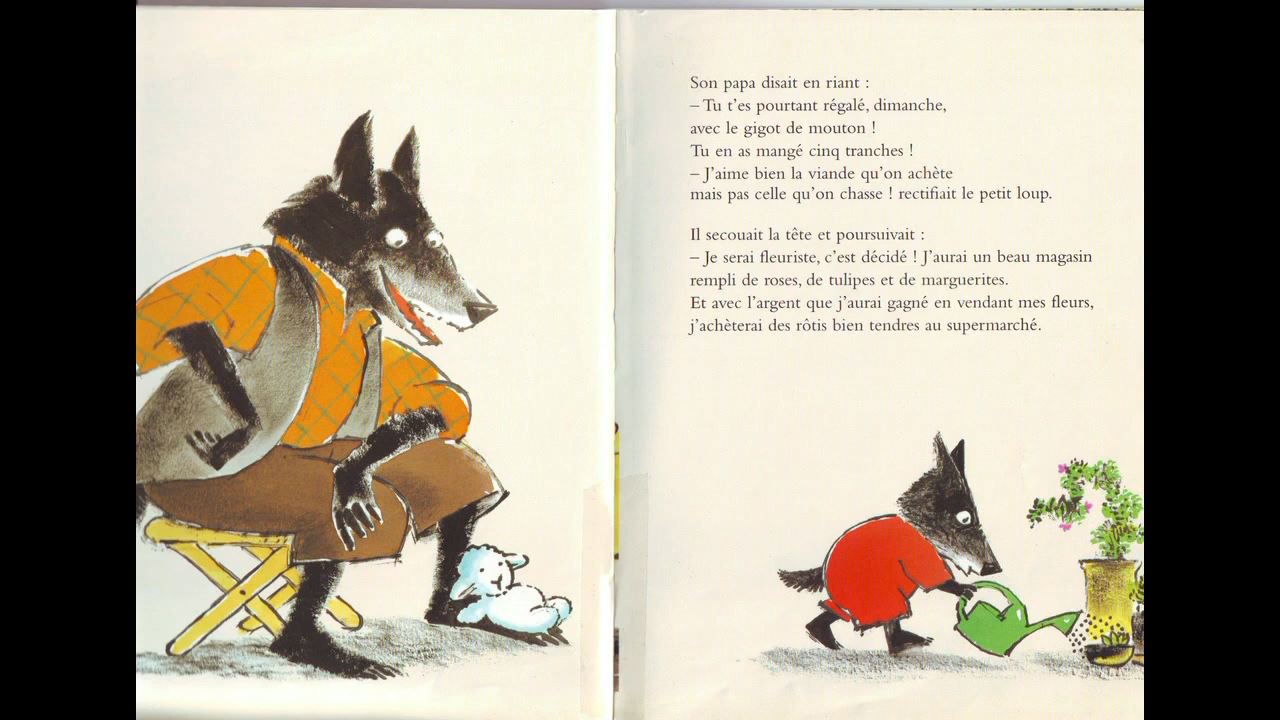 Son papa disait en riant :
– Tu t'es pourtant régalé, dimanche,
avec le gigot de mouton !
Tu en as mangé cinq tranches !
– J'aime bien la viande qu'on achète
mais pas celle qu'on chasse ! rectifiait le petit loup.
Il secouait la tête et poursuivait :
– Je serai fleuriste, c'est décidé ! J'aurai un beau magasin
rempli de roses, de tulipes et de marguerites.
Et avec l'argent que j'aurai gagné en vendant mes fleurs,
j'achèterai des rôtis bien tendres au supermarché.